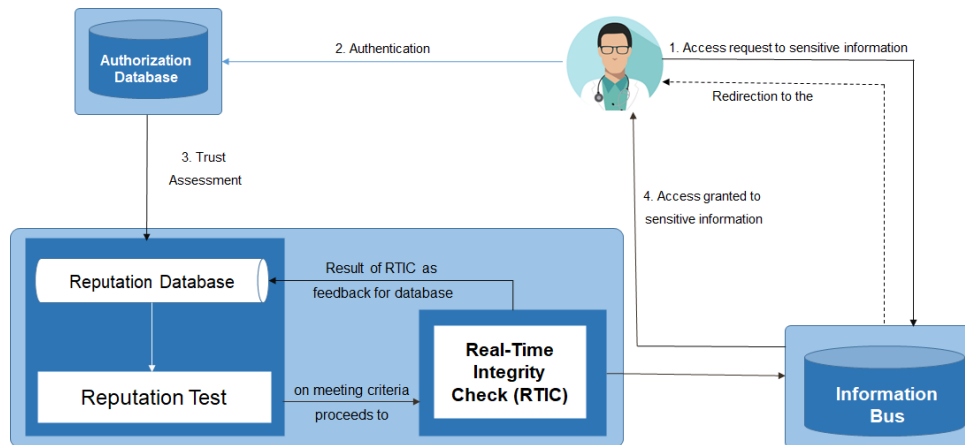 Authorization
Database
2. Authentication
1. Access request to sensitive information
Redirection to the
3. Trust
Assessment
4. Access granted to
sensitive information
Reputation Database
Result of RTIC as
feedback for database
Real-Time
Integrity
Check (RTIC)
Reputation Test
on meeting criteria
proceeds to
Information
Bus